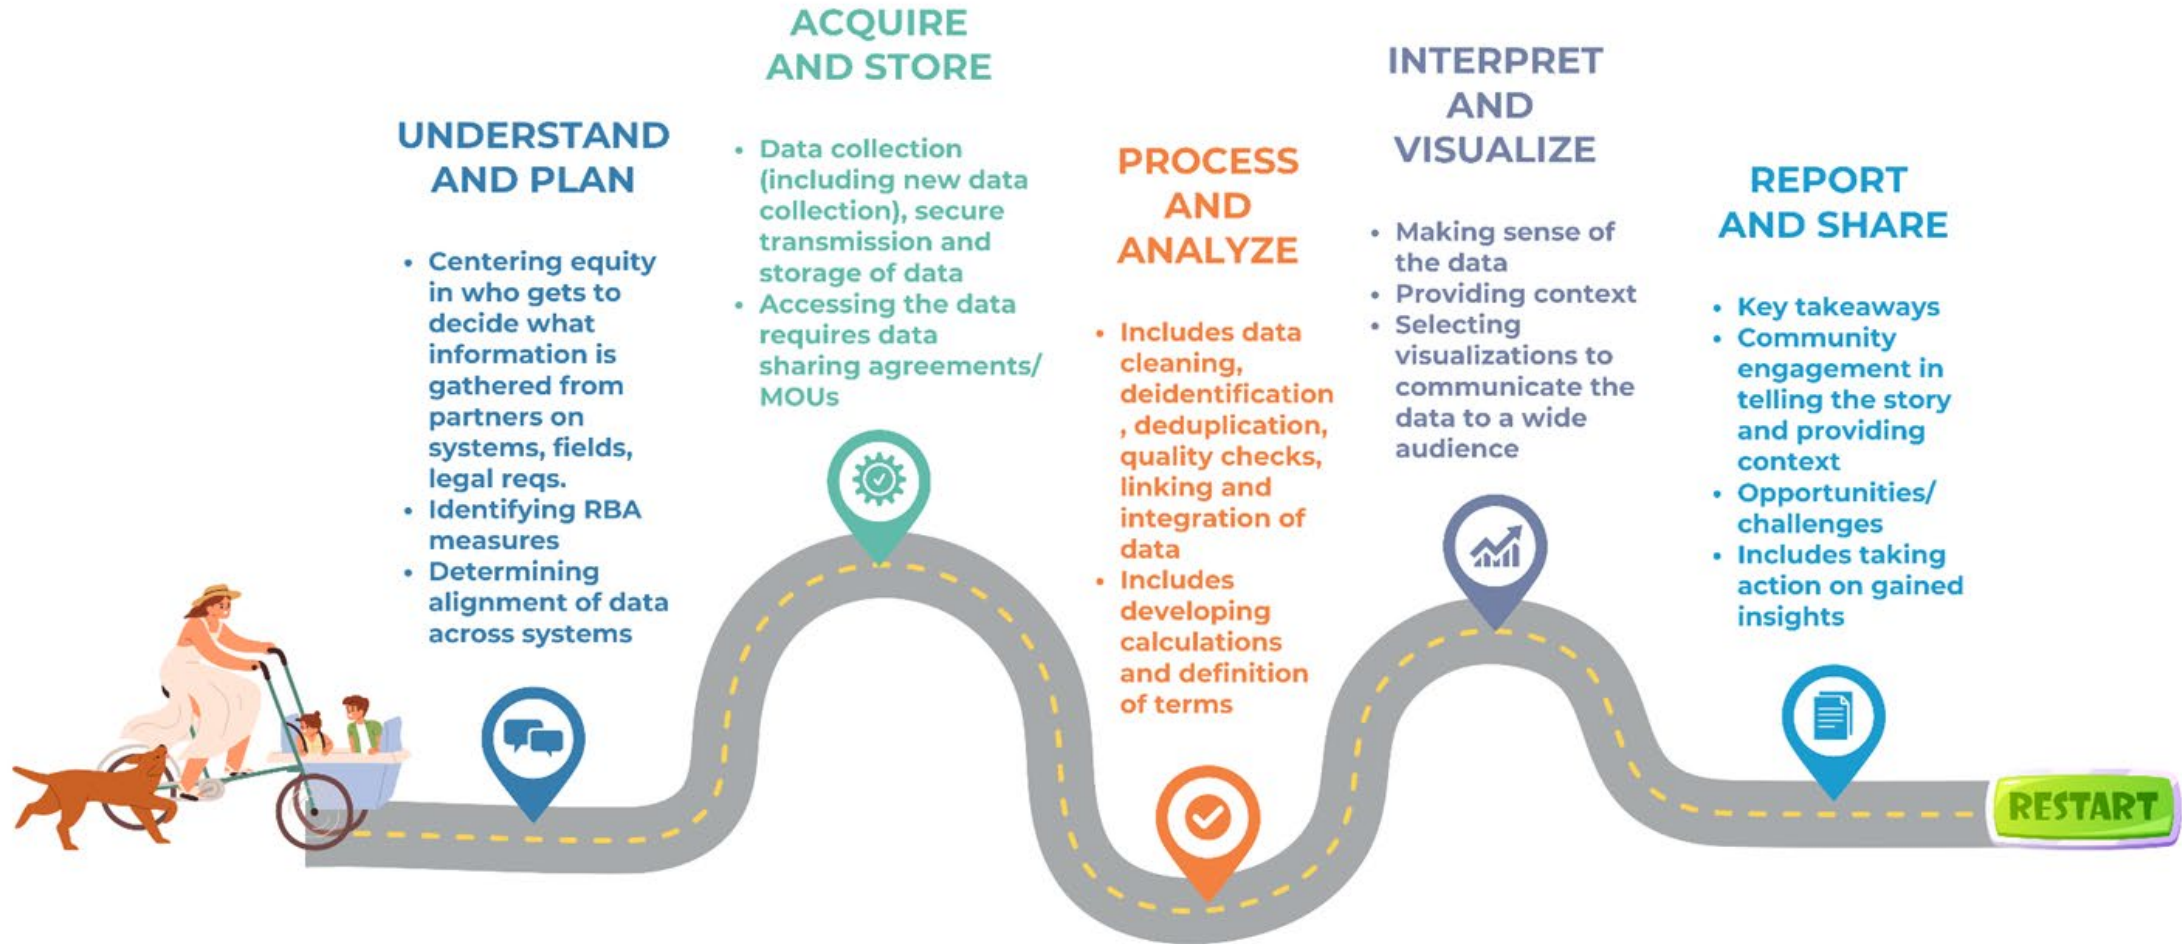 UNDERSTAND
AND PLAN
• Centering equity
in who gets to
decide what
information is
gathered from
partners on
systems, fields,
legal reqs.
• Identifying RBA
measures
• Determining
alignment of data
across systems
ACQUIRE
AND STORE
• Data collection
(including new data
collection), secure
transmission and
storage of data
• Accessing the data
requires data
sharing agreements/
MOUs
PROCESS
AND
ANALYZE
• Includes data
cleaning,
deidentification
, deduplication,
quality checks,
linking and
integration of
data
• Includes
developing
calculations
and definition
of terms
INTERPRET
AND
VISUALIZE
• Making sense of
the data
• Providing context
• Selecting
visualizations to
communicate the
data to a wide
audience
REPORT
AND SHARE
• Key takeaways
• Community
engagement in
telling the story
and providing
context
• Opportunities/
challenges
• Includes taking
action on gained
insights
RESTART